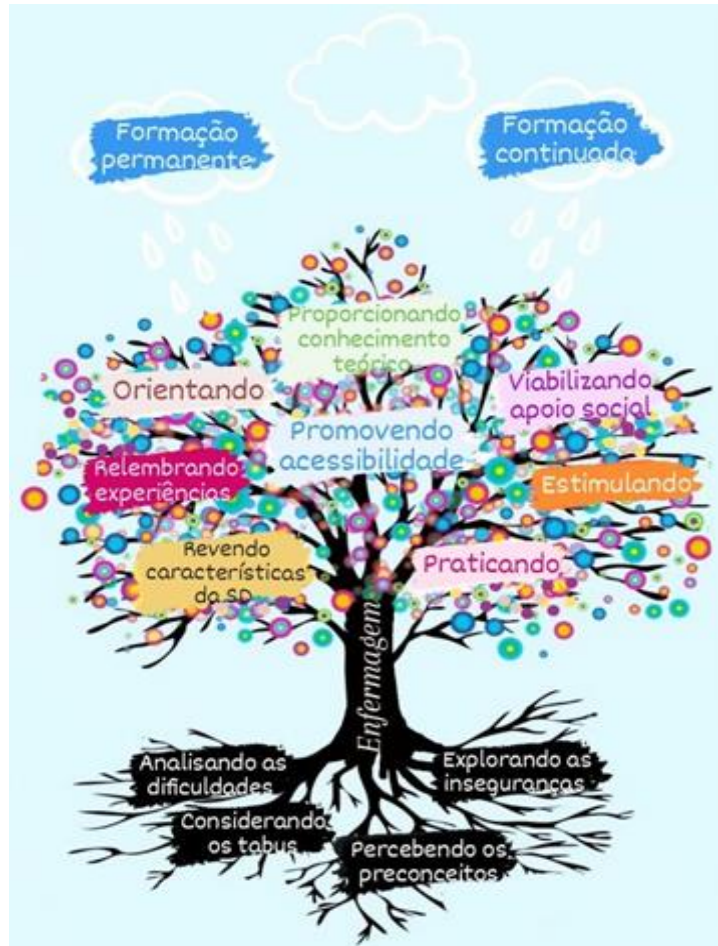 Formação
permanente
Formação
continuada
Proporcionando
conhecimento
teórico
Orientando
Viabilizando
apoio social
Promovendo
acessibilidade
Relembrando
experiências
Estimulando
Revendo
características
da SD
Praticando
Enfermagem
Analisando as
dificuldades
Explorando as
inseguranças
Considerando
os tabus
Percebendo os
preconceitos